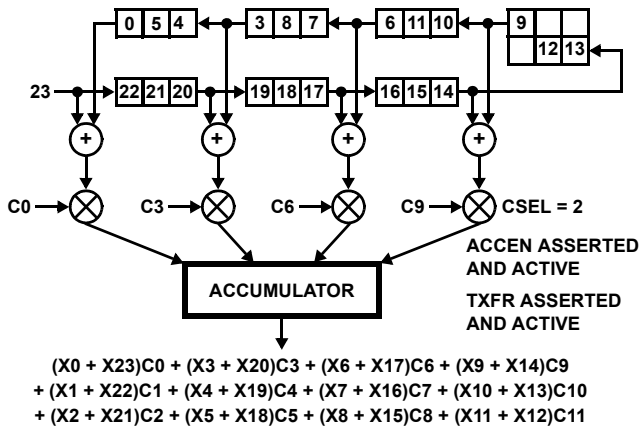 0 5 4 3 8 7 6 11 10 9
12 13
23 22 21 20 19 18 17 16 15 14
+ + + +
C0 C3 C6 C9 CSEL = 2
ACCEN ASSERTED
AND ACTIVE
ACCUMULATOR
TXFR ASSERTED
AND ACTIVE
(X0 + X23)C0 + (X3 + X20)C3 + (X6 + X17)C6 + (X9 + X14)C9
+ (X1 + X22)C1 + (X4 + X19)C4 + (X7 + X16)C7 + (X10 + X13)C10
+ (X2 + X21)C2 + (X5 + X18)C5 + (X8 + X15)C8 + (X11 + X12)C11